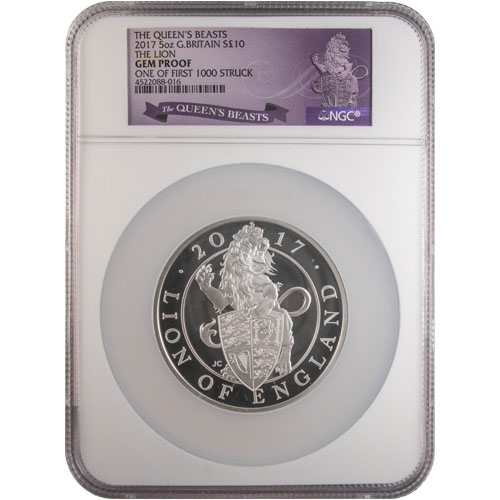 THE QUEEN'S BEASTS
2017 5oz G.BRITAIN S£10
THE LION
GEM PROOF
ONE OF FIRST 1000 STRUCK
4522088-016
The QUEEN'S BEASTS
NGC®
· 2017 ·
LION OF ENGLAND
JC